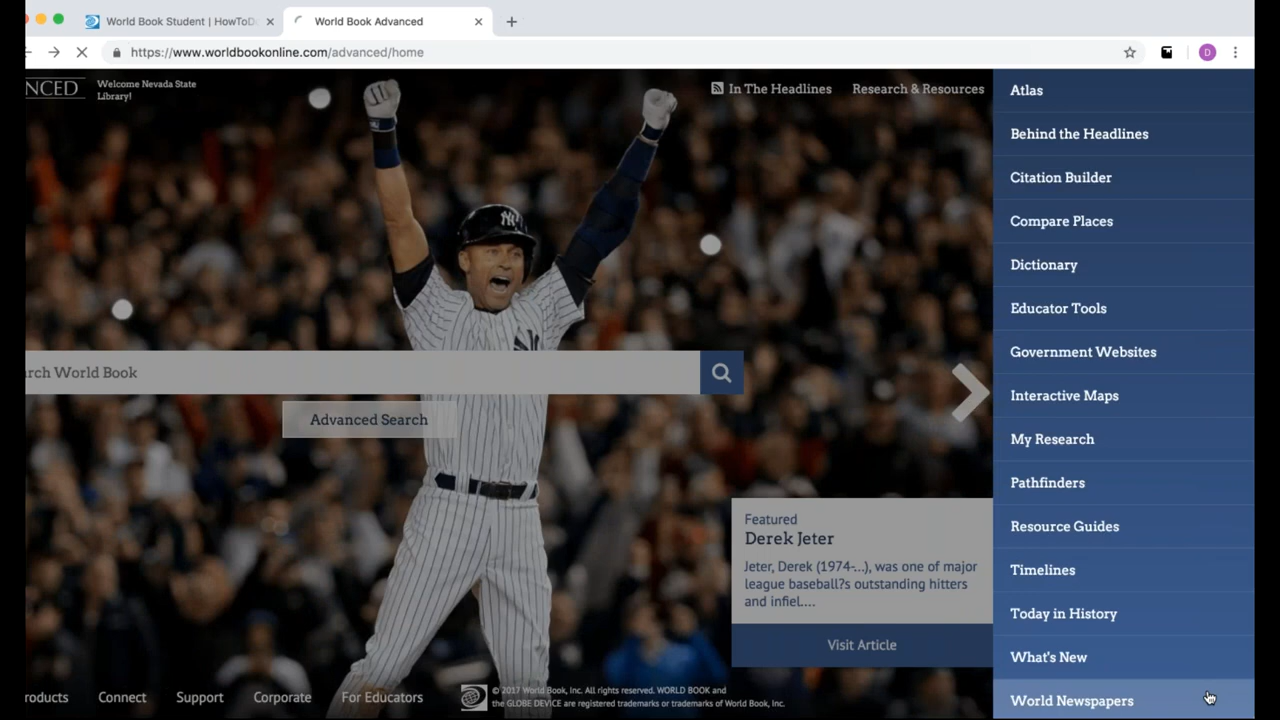 World Book Student | HowToD
World Book Advanced
https://www.worldbookonline.com/advanced/home
D
NCED
Welcome Nevada State
Library!
In The Headlines
Research & Resources
rch World Book
Advanced Search
Featured
Derek Jeter
Jeter, Derek (1974-...), was one of major
league baseball?s outstanding hitters
and infiel....
Visit Article
Atlas
Behind the Headlines
Citation Builder
Compare Places
Dictionary
Educator Tools
Government Websites
Interactive Maps
My Research
Pathfinders
Resource Guides
Timelines
Today in History
What's New
World Newspapers
roducts
Connect
Support
Corporate
For Educators
© 2017 World Book, Inc. All rights reserved. WORLD BOOK and
the GLOBE DEVICE are registered trademarks or trademarks of World Book, Inc.